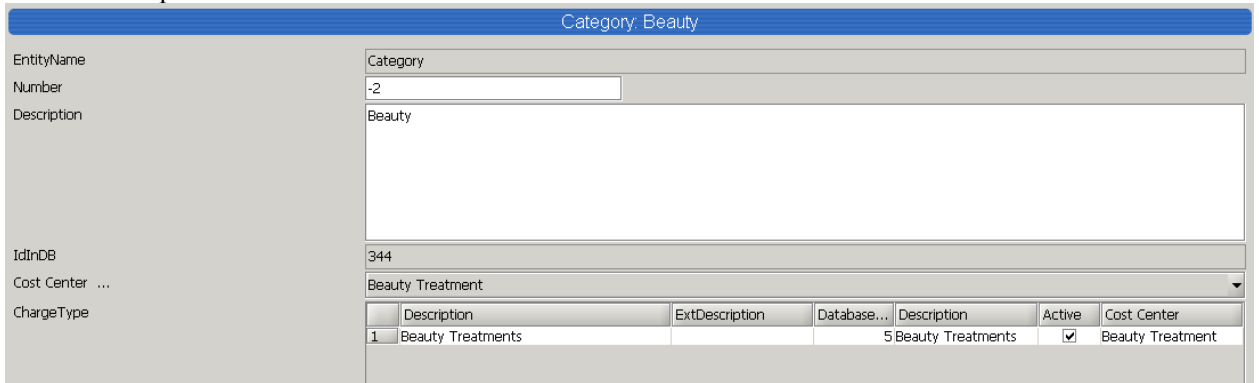 Category: Beauty
EntityName Category
Number -2
Description Beauty
IdInDB 344
Cost Center ... Beauty Treatment
ChargeType Description ExtDescription Database... Description Active Cost Center
1 Beauty Treatments 5 Beauty Treatments Beauty Treatment